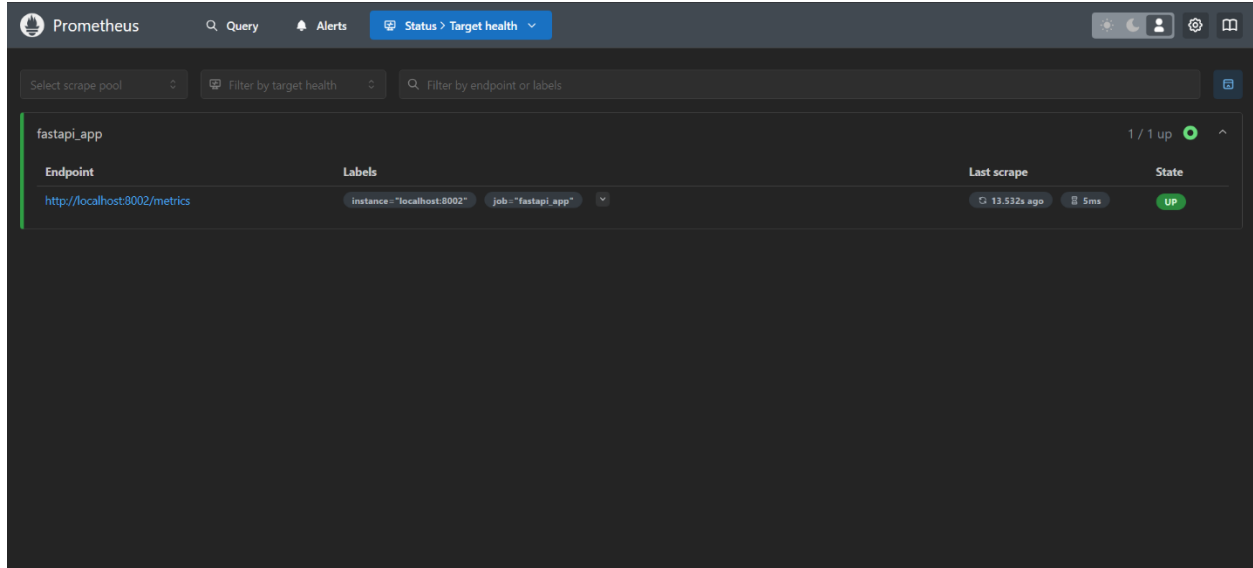 Prometheus Query Alerts Status > Target health
Select scrape pool Filter by target health Filter by endpoint or labels
fastapi_app 1 / 1 up
Endpoint Labels Last scrape State
http://localhost:8002/metrics instance="localhost:8002" job="fastapi_app" 13.532s ago 5ms UP